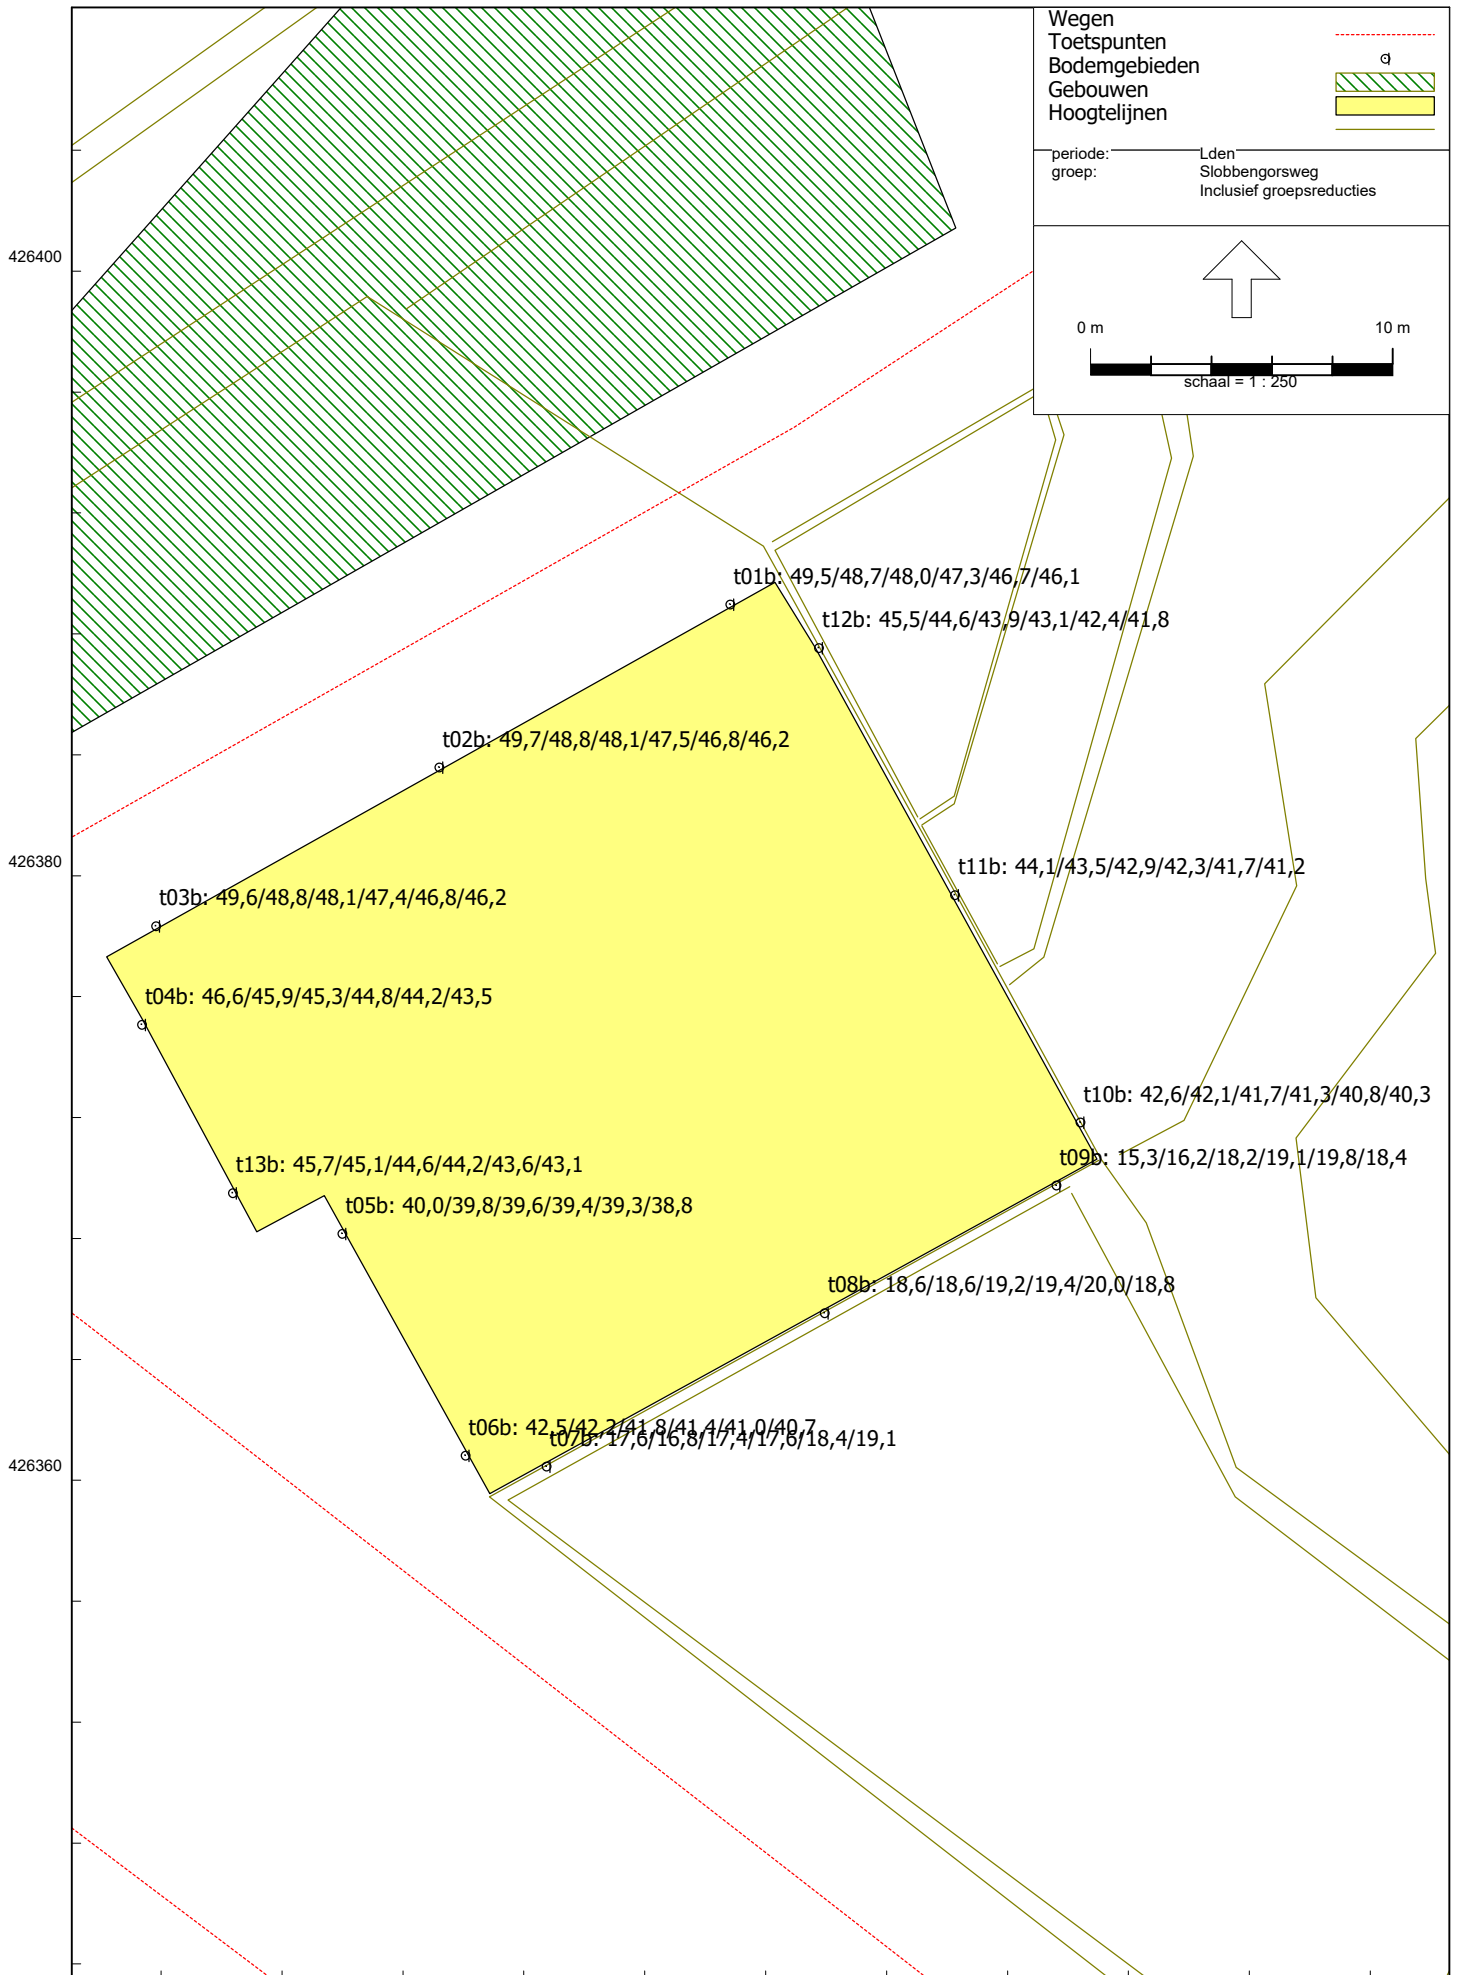 Wegen
Toetspunten
Bodemgebieden
Gebouwen
Hoogtelijnen
periode: Lden
groep: Slobbengorsweg
Inclusief groepsreducties
0 m 10 m
schaal = 1 : 250
426400
t01b: 49,5/48,7/48,0/47,3/46,7/46,1
t12b: 45,5/44,6/43,9/43,1/42,4/41,8
t02b: 49,7/48,8/48,1/47,5/46,8/46,2
426380
t11b: 44,1/43,5/42,9/42,3/41,7/41,2
t03b: 49,6/48,8/48,1/47,4/46,8/46,2
t04b: 46,6/45,9/45,3/44,8/44,2/43,5
t10b: 42,6/42,1/41,7/41,3/40,8/40,3
t09b: 15,3/16,2/18,2/19,1/19,8/18,4
t13b: 45,7/45,1/44,6/44,2/43,6/43,1
t05b: 40,0/39,8/39,6/39,4/39,3/38,8
t08b: 18,6/18,6/19,2/19,4/20,0/18,8
t06b: 42,5/42,2/41,8/41,4/41,0/40,7
t07b: 17,6/16,8/17,4/17,6/18,4/19,1
426360